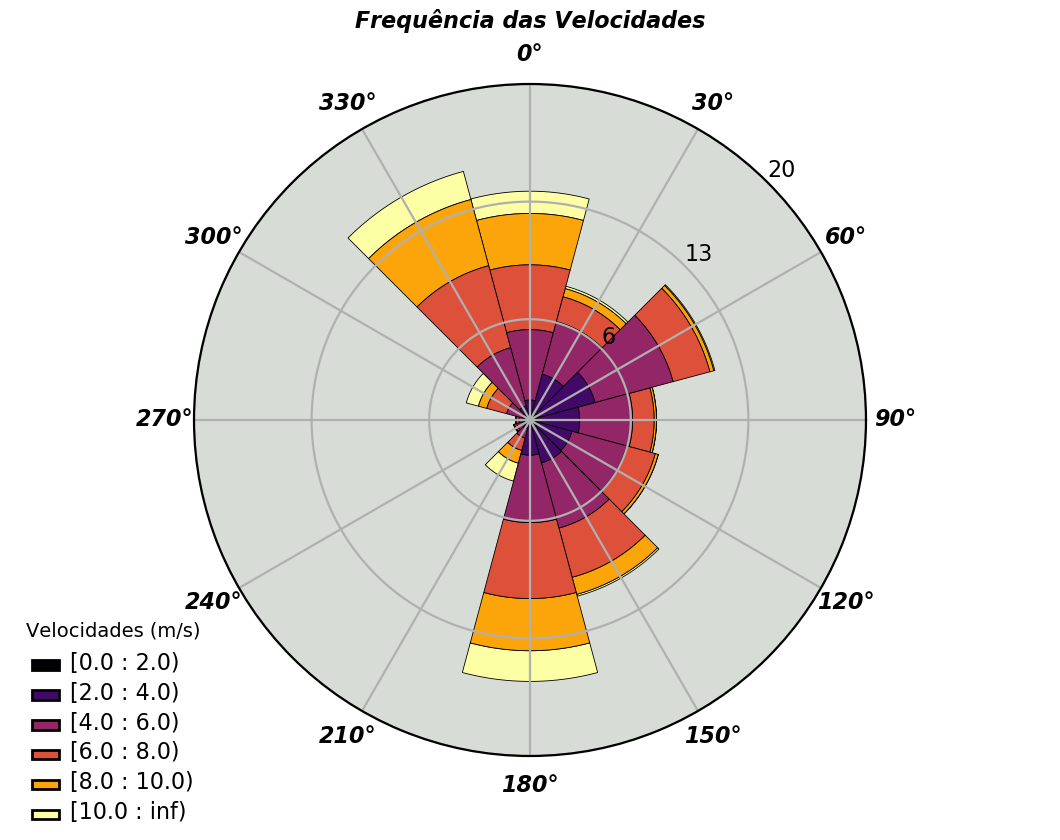 Frequência das Velocidades
0°
330°
30°
20
300°
60°
13
6
270°
90°
240°
120°
210°
150°
180°
Velocidades (m/s)
[0.0 : 2.0)
[2.0 : 4.0)
[4.0 : 6.0)
[6.0 : 8.0)
[8.0 : 10.0)
[10.0 : inf)